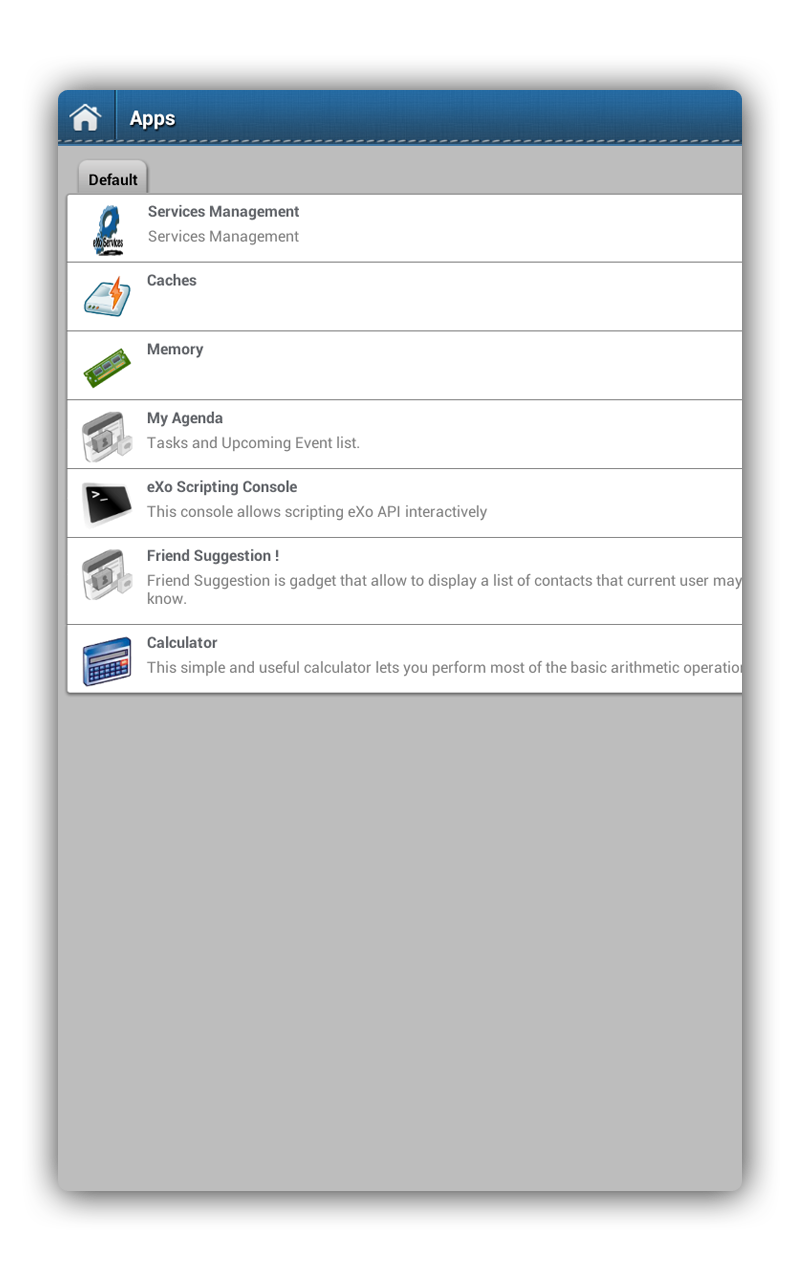 Apps
Default
Services Management
eXoServices
Services Management
Caches
Memory
My Agenda
Tasks and Upcoming Event list.
eXo Scripting Console
>_
This console allows scripting eXo API interactively
Friend Suggestion !
Friend Suggestion is gadget that allow to display a list of contacts that current user may
know.
Calculator
This simple and useful calculator lets you perform most of the basic arithmetic operatio